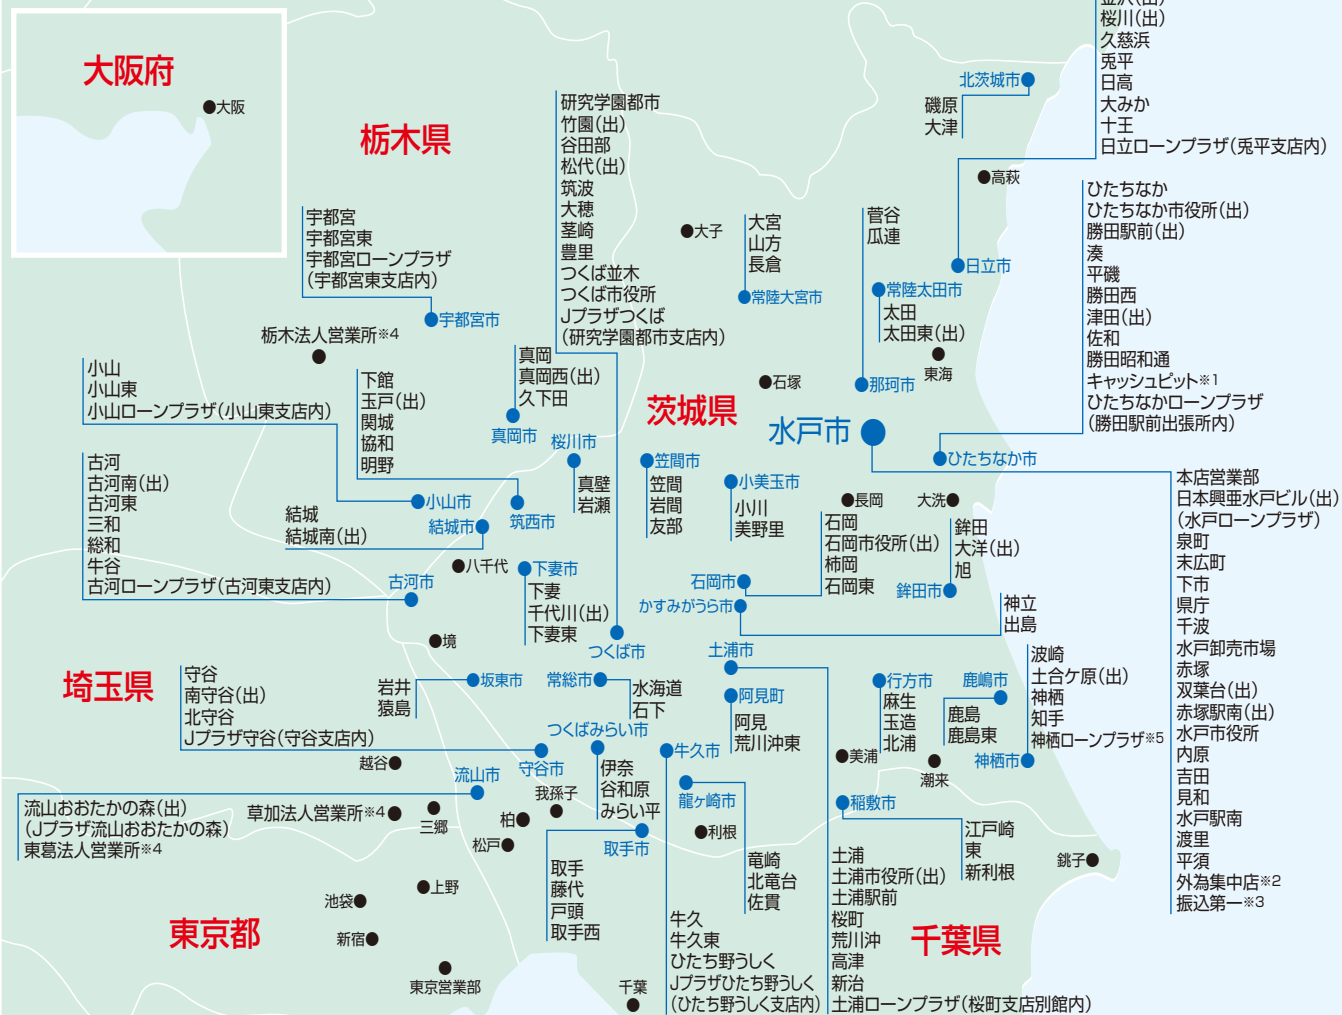 大阪府
大阪
栃木県
宇都宮
宇都宮東
宇都宮ローンプラザ
(宇都宮東支店内)
宇都宮市
栃木法人営業所※4
小山
小山東
小山ローンプラザ(小山東支店内)
小山市
古河
古河南(出)
古河東
三和
総和
牛谷
古河ローンプラザ(古河東支店内)
古河市
結城
結城南(出)
結城市
下館
玉戸(出)
関城
協和
明野
筑西市
真岡
真岡西(出)
久下田
真岡市
桜川市
真壁
岩瀬
研究学園都市
竹園(出)
谷田部
松代(出)
筑波
大穂
茎崎
豊里
つくば並木
つくば市役所
Jプラザつくば
(研究学園都市支店内)
つくば市
大子
大宮
山方
長倉
常陸大宮市
菅谷
瓜連
那珂市
常陸太田市
太田
太田東(出)
東海
石塚
茨城県
水戸市
北茨城市
磯原
大津
高萩
桜川(出)
久慈浜
兎平
日高
大みか
十王
日立ローンプラザ(兎平支店内)
日立市
ひたちなか
ひたちなか市役所(出)
勝田駅前(出)
湊
平磯
勝田西
津田(出)
佐和
勝田昭和通
キャッシュピット※1
ひたちなかローンプラザ
(勝田駅前出張所内)
ひたちなか市
本店営業部
日本興亜水戸ビル(出)
(水戸ローンプラザ)
泉町
末広町
下市
県庁
千波
水戸卸売市場
赤塚
双葉台(出)
赤塚駅南(出)
水戸市役所
内原
吉田
見和
水戸駅南
渡里
平須
外為集中店※2
振込第一※3
笠間市
笠間
岩間
友部
小美玉市
小川
美野里
長岡
大洗
石岡
石岡市役所(出)
柿岡
石岡東
石岡市
鉾田
大洋(出)
旭
鉾田市
かすみがうら市
神立
出島
八千代
下妻市
下妻
千代川(出)
下妻東
境
埼玉県
守谷
南守谷(出)
北守谷
Jプラザ守谷(守谷支店内)
守谷市
岩井
猿島
坂東市
常総市
水海道
石下
つくばみらい市
伊奈
谷和原
みらい平
土浦市
阿見町
阿見
荒川沖東
行方市
麻生
玉造
北浦
鹿嶋市
鹿島
鹿島東
波崎
土合ケ原(出)
神栖
知手
神栖ローンプラザ※5
神栖市
美浦
潮来
越谷
流山市
流山おおたかの森(出)
(Jプラザ流山おおたかの森)
東葛法人営業所※4
草加法人営業所※4
三郷
我孫子
柏
松戸
取手市
取手
藤代
戸頭
取手西
牛久市
牛久
牛久東
ひたち野うしく
Jプラザひたち野うしく
(ひたち野うしく支店内)
龍ヶ崎市
竜崎
北竜台
佐貫
利根
稲敷市
江戸崎
東
新利根
銚子
土浦
土浦市役所(出)
土浦駅前
桜町
荒川沖
高津
新治
土浦ローンプラザ(桜町支店別館内)
東京都
上野
池袋
新宿
東京営業部
千葉
千葉県